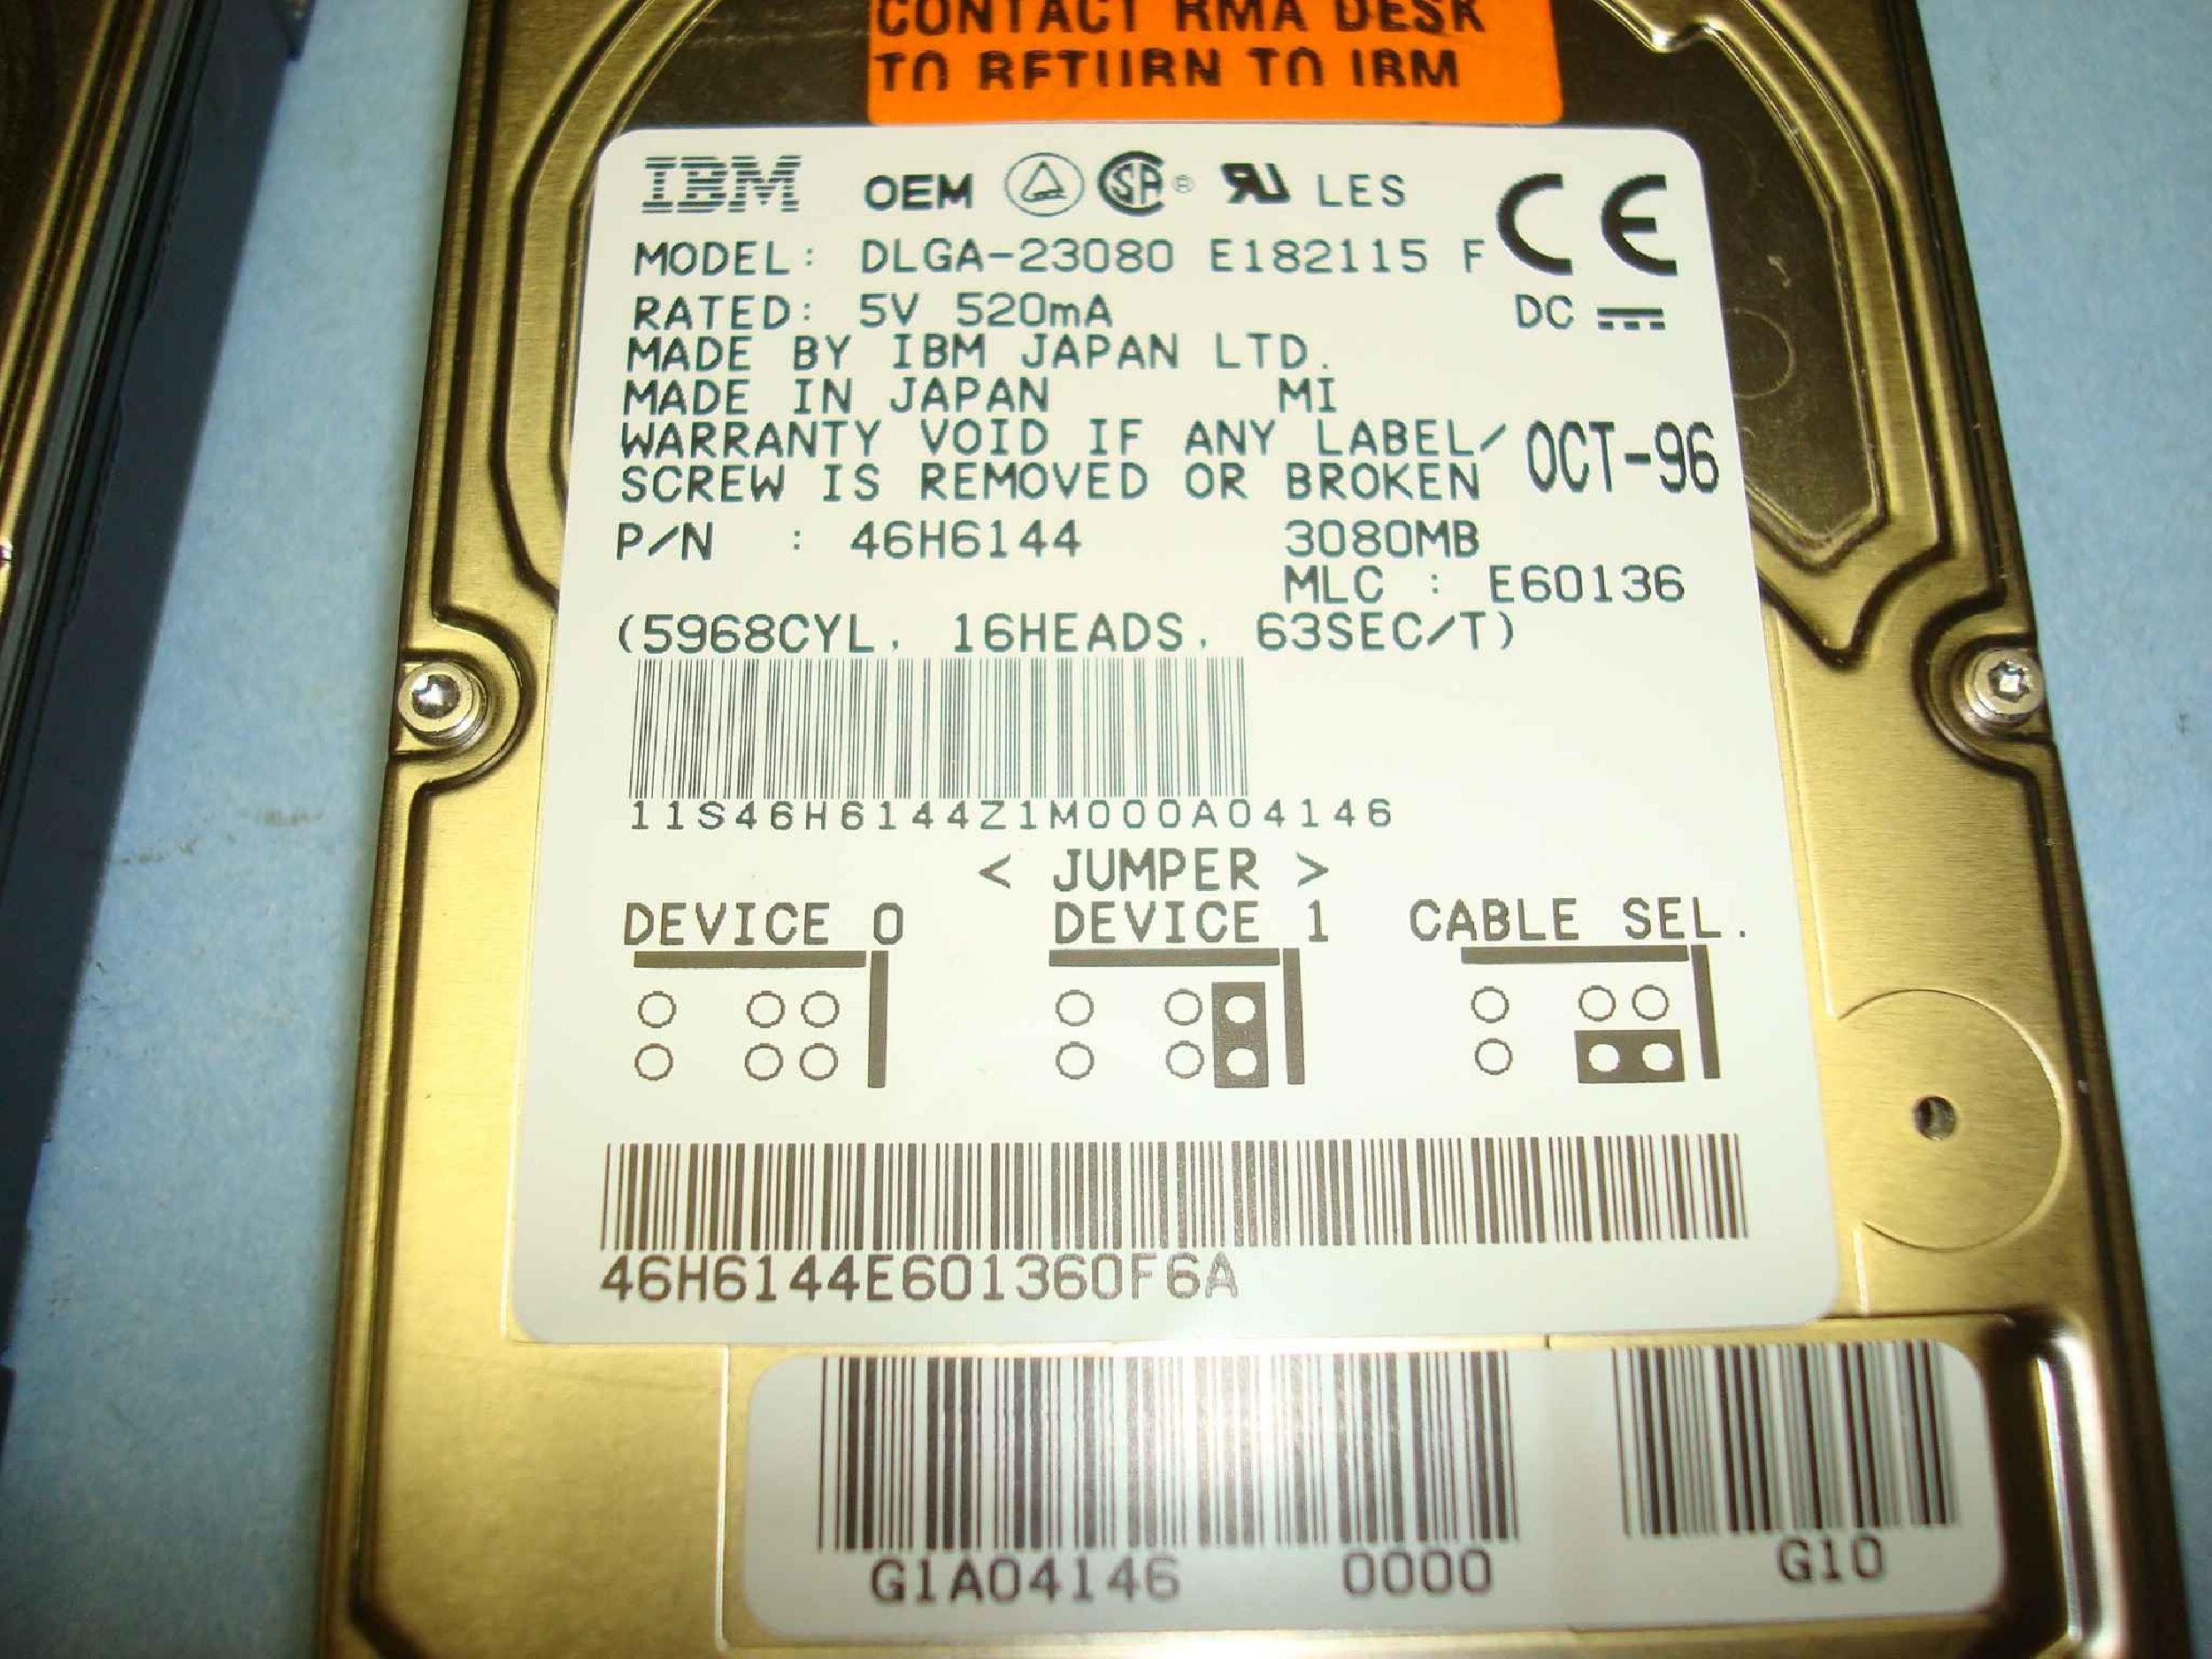 CONTACT RMA DESK
TO RETURN TO IBM
IBM OEM SA® RU LES CE
MODEL: DLGA-23080 E182115 F
RATED: 5V 520mA DC
MADE BY IBM JAPAN LTD.
MADE IN JAPAN MI
WARRANTY VOID IF ANY LABEL/
SCREW IS REMOVED OR BROKEN OCT-96
P/N : 46H6144 3080MB
MLC : E60136
(5968CYL, 16HEADS, 63SEC/T)
11S46H6144Z1M000A04146
< JUMPER >
DEVICE 0 DEVICE 1 CABLE SEL.
46H6144E601360F6A
G1A04146 0000 G10